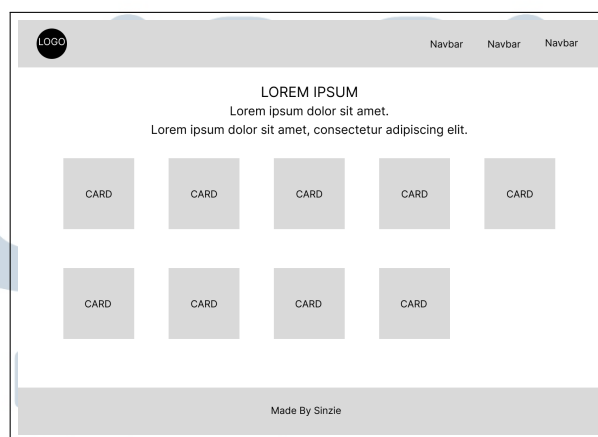 LOGO
Navbar Navbar Navbar
LOREM IPSUM
Lorem ipsum dolor sit amet.
Lorem ipsum dolor sit amet, consectetur adipiscing elit.
CARD CARD CARD CARD CARD
CARD CARD CARD CARD
Made By Sinzie